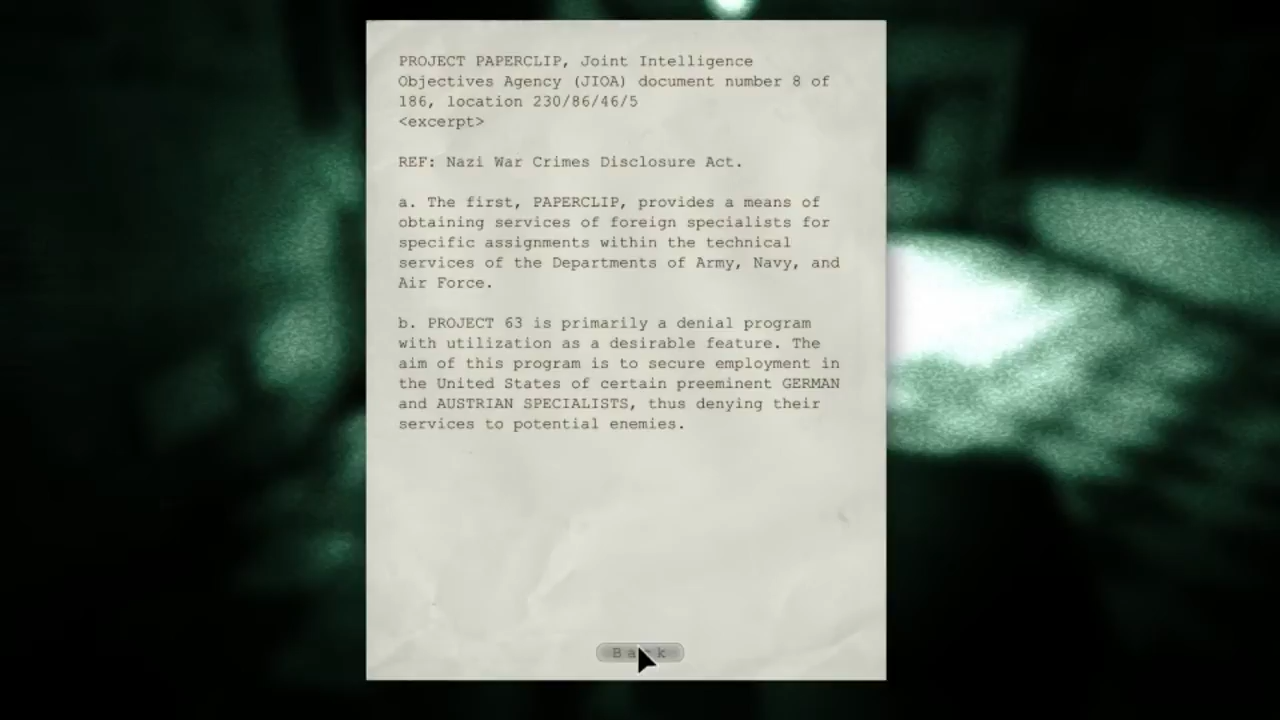 PROJECT PAPERCLIP, Joint Intelligence
Objectives Agency (JIOA) document number 8 of
186, location 230/86/46/5
<excerpt>
REF: Nazi War Crimes Disclosure Act.
a. The first, PAPERCLIP, provides a means of
obtaining services of foreign specialists for
specific assignments within the technical
services of the Departments of Army, Navy, and
Air Force.
b. PROJECT 63 is primarily a denial program
with utilization as a desirable feature. The
aim of this program is to secure employment in
the United States of certain preeminent GERMAN
and AUSTRIAN SPECIALISTS, thus denying their
services to potential enemies.
Back